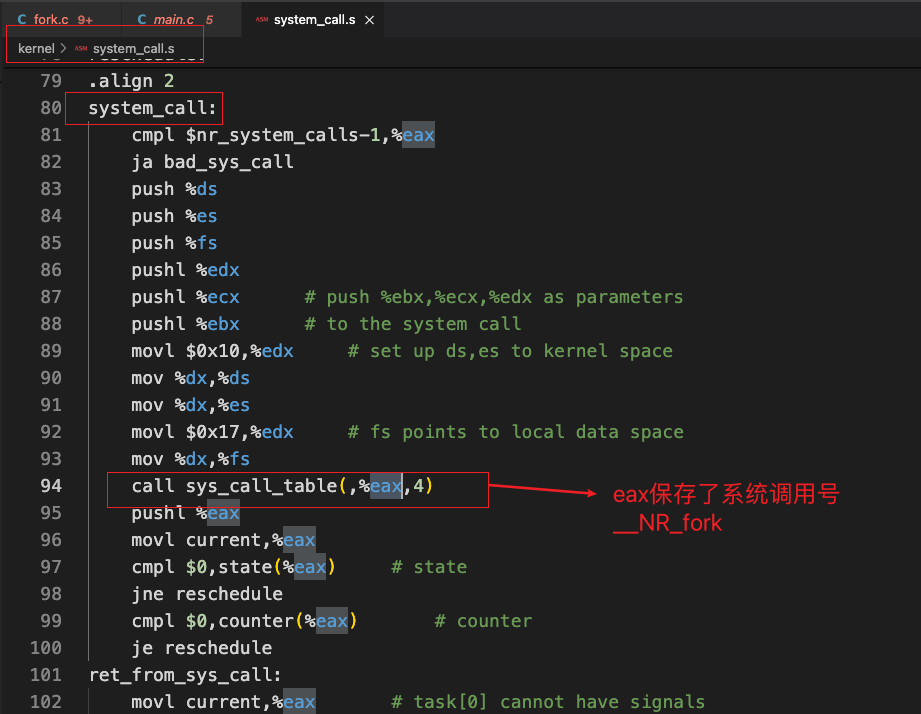 C fork.c 9+ C main.c 5 ASM system_call.s ×
kernel > ASM system_call.s
79 .align 2
80 system_call:
81 cmpl $nr_system_calls-1,%eax
82 ja bad_sys_call
83 push %ds
84 push %es
85 push %fs
86 pushl %edx
87 pushl %ecx # push %ebx,%ecx,%edx as parameters
88 pushl %ebx # to the system call
89 movl $0x10,%edx # set up ds,es to kernel space
90 mov %dx,%ds
91 mov %dx,%es
92 movl $0x17,%edx # fs points to local data space
93 mov %dx,%fs
94 call sys_call_table(,%eax,4)
eax保存了系统调用号
__NR_fork
95 pushl %eax
96 movl current,%eax
97 cmpl $0,state(%eax) # state
98 jne reschedule
99 cmpl $0,counter(%eax) # counter
100 je reschedule
101 ret_from_sys_call:
102 movl current,%eax # task[0] cannot have signals